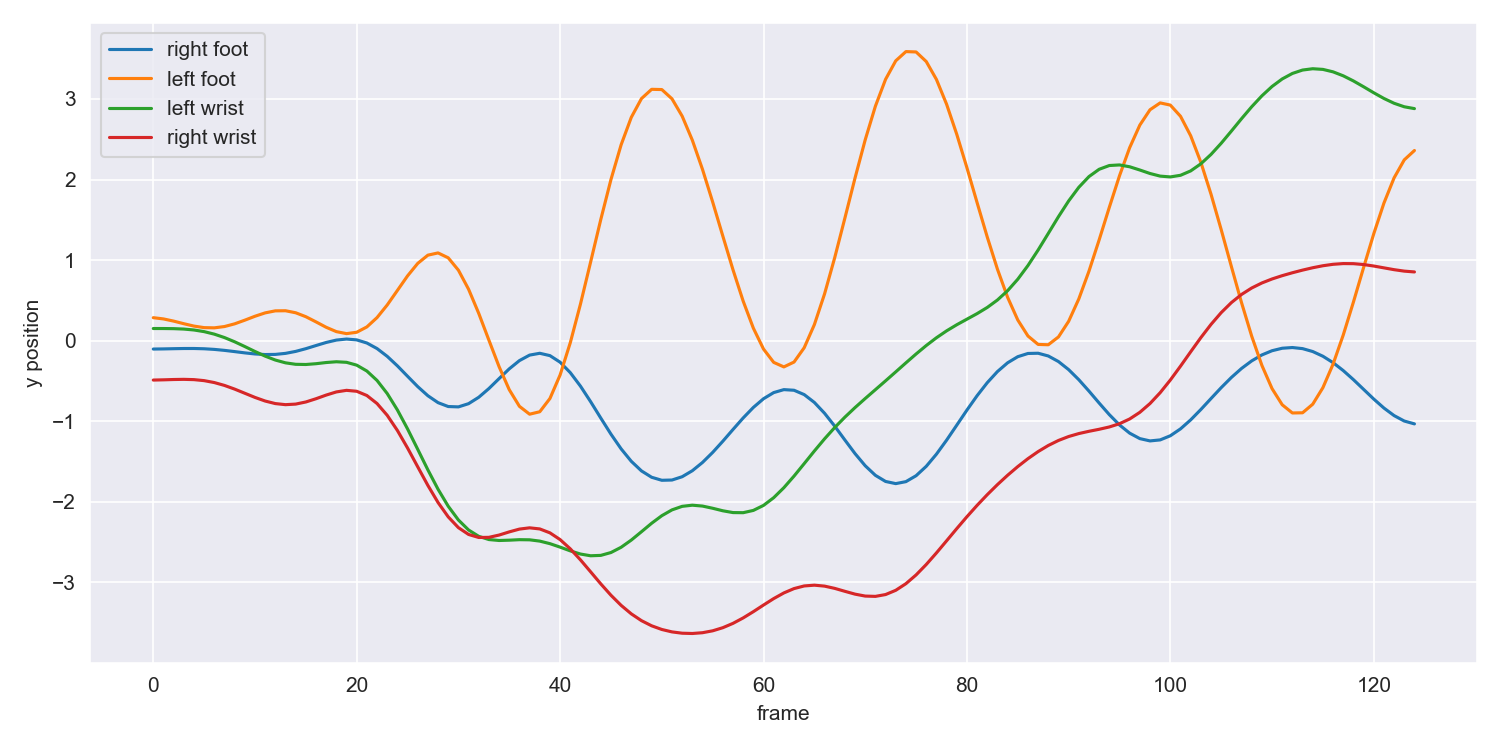 right foot
left foot
left wrist
right wrist
y position
3
2
1
0
−1
−2
−3
0 20 40 60 80 100 120
frame